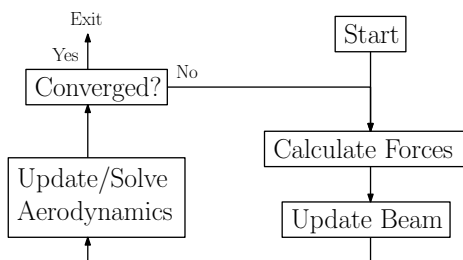 Exit
Start
Yes
No
Converged?
Calculate Forces
Update/Solve
Aerodynamics
Update Beam